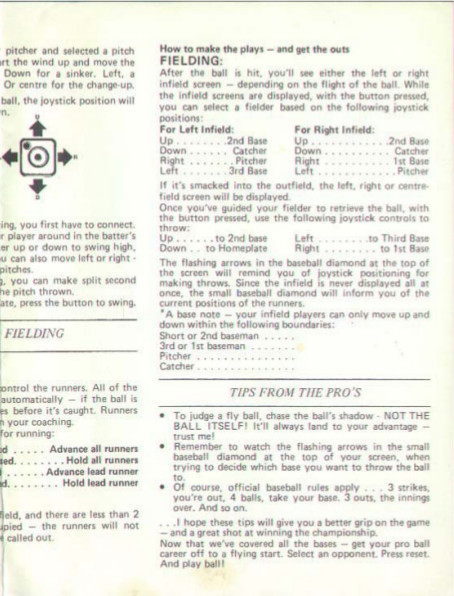 pitcher and selected a pitch
rt the wind up and move the
Down for a sinker. Left, a
Or centre for the change-up.
ball, the joystick position will
n.
U
R
D
ing, you first have to connect.
r player around in the batter's
er up or down to swing high,
u can also move left or right -
pitches.
g, you can make split second
he pitch thrown.
ate, press the button to swing.
FIELDING
ontrol the runners. All of the
automatically — if the ball is
es before it's caught. Runners
n your coaching.
for running:
d ..... Advance all runners
ied........ Hold all runners
d ..... Advance lead runner
d........ Hold lead runner
field, and there are less than 2
upied — the runners will not
e called out.
How to make the plays — and get the outs
FIELDING:
After the ball is hit, you'll see either the left or right
infield screen — depending on the flight of the ball. While
the infield screens are displayed, with the button pressed,
you can select a fielder based on the following joystick
positions:
For Left Infield: For Right Infield:
Up ........2nd Base Up ............2nd Base
Down ...... Catcher Down .......... Catcher
Right ....... Pitcher Right ......... 1st Base
Left ....... 3rd Base Left ...........Pitcher
If it's smacked into the outfield, the left, right or centre-
field screen will be displayed.
Once you've guided your fielder to retrieve the ball, with
the button pressed, use the following joystick controls to
throw:
Up ......to 2nd base Left .........to Third Base
Down .. to Homeplate Right ......... to 1st Base
The flashing arrows in the baseball diamond at the top of
the screen will remind you of joystick positioning for
making throws. Since the infield is never displayed all at
once, the small baseball diamond will inform you of the
current positions of the runners.
*A base note — your infield players can only move up and
down within the following boundaries:
Short or 2nd baseman .....
3rd or 1st baseman .......
Pitcher ................
Catcher ................
TIPS FROM THE PRO'S
• To judge a fly ball, chase the ball's shadow - NOT THE
BALL ITSELF! It'll always land to your advantage —
trust me!
• Remember to watch the flashing arrows in the small
baseball diamond at the top of your screen, when
trying to decide which base you want to throw the ball
to.
• Of course, official baseball rules apply ... 3 strikes,
you're out, 4 balls, take your base. 3 outs, the innings
over. And so on.
. . .I hope these tips will give you a better grip on the game
— and a great shot at winning the championship.
Now that we've covered all the bases — get your pro ball
career off to a flying start. Select an opponent. Press reset.
And play ball!